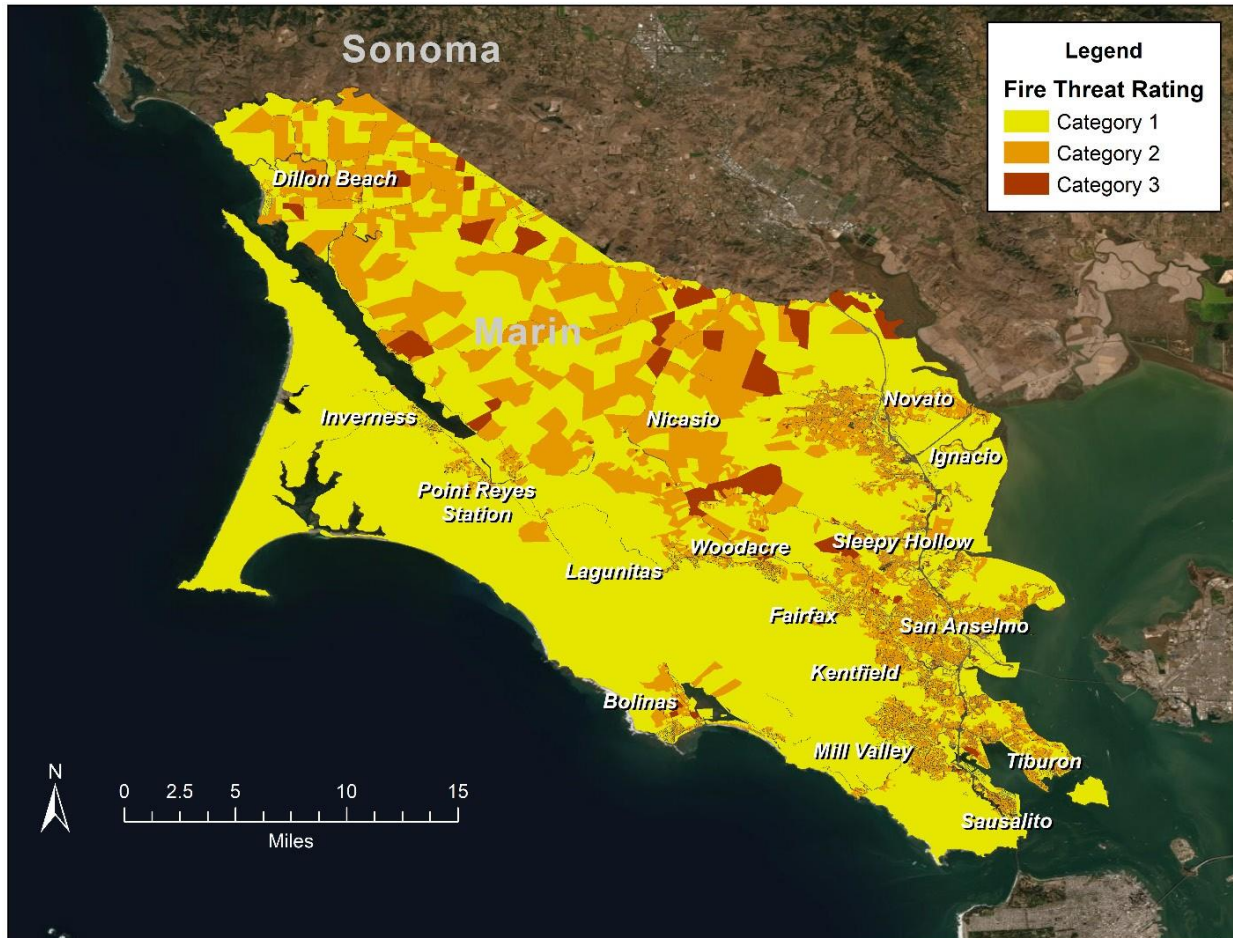 Sonoma
Legend
Fire Threat Rating
Category 1
Category 2
Category 3
Dillon Beach
Marin
Inverness
Nicasio
Novato
Ignacio
Point Reyes
Station
Woodacre
Sleepy Hollow
Lagunitas
Fairfax
San Anselmo
Kentfield
Bolinas
Mill Valley
Tiburon
Sausalito
N
0 2.5 5 10 15
Miles